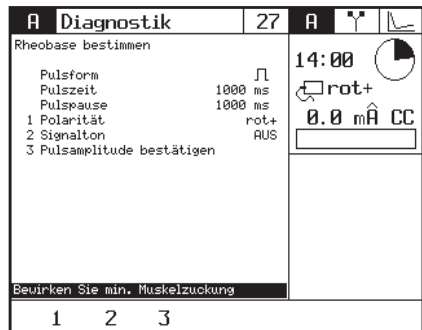 A Diagnostik 27 A
Rheobase bestimmen
Pulsform
Pulszeit 1000 ms
Pulspause 1000 ms
1 Polarität rot+
2 Signalton AUS
3 Pulsamplitude bestätigen
Bewirken Sie min. Muskelzuckung
1 2 3
14:00
rot+
0.0 mÂ CC